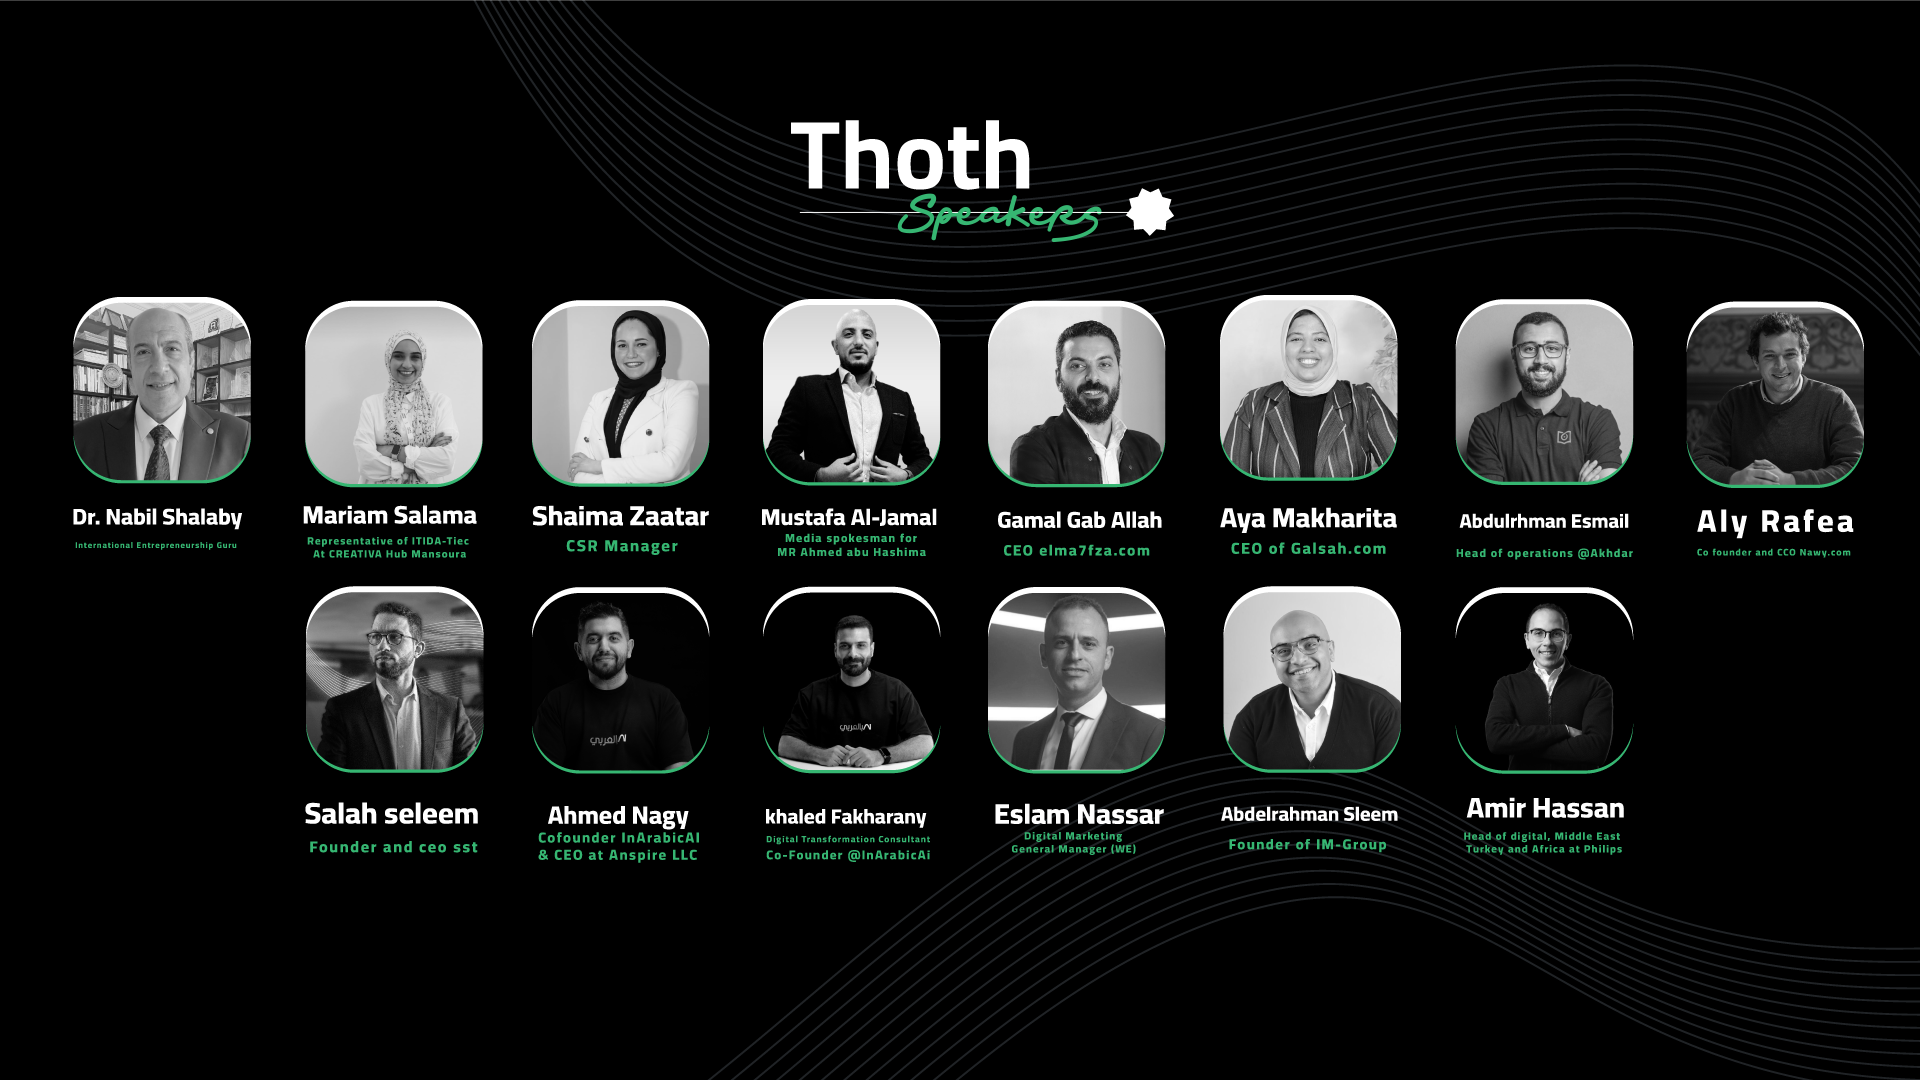 Thoth
Speakers
Dr. Nabil Shalaby
International Entrepreneurship Guru
Mariam Salama
Representative of ITIDA-Tiec
At CREATIVA Hub Mansoura
Shaima Zaatar
CSR Manager
Mustafa Al-Jamal
Media spokesman for
MR Ahmed abu Hashima
Gamal Gab Allah
CEO elma7fza.com
Aya Makharita
CEO of Galsah.com
Abdulrhman Esmail
Head of operations @Akhdar
Aly Rafea
Co founder and CCO Nawy.com
Salah seleem
Founder and ceo sst
بالعربي AI
Ahmed Nagy
Cofounder InArabicAI
& CEO at Anspire LLC
بالعربي AI
khaled Fakharany
Digital Transformation Consultant
Co-Founder @InArabicAi
Eslam Nassar
Digital Marketing
General Manager (WE)
Abdelrahman Sleem
Founder of IM-Group
Amir Hassan
Head of digital, Middle East
Turkey and Africa at Philips